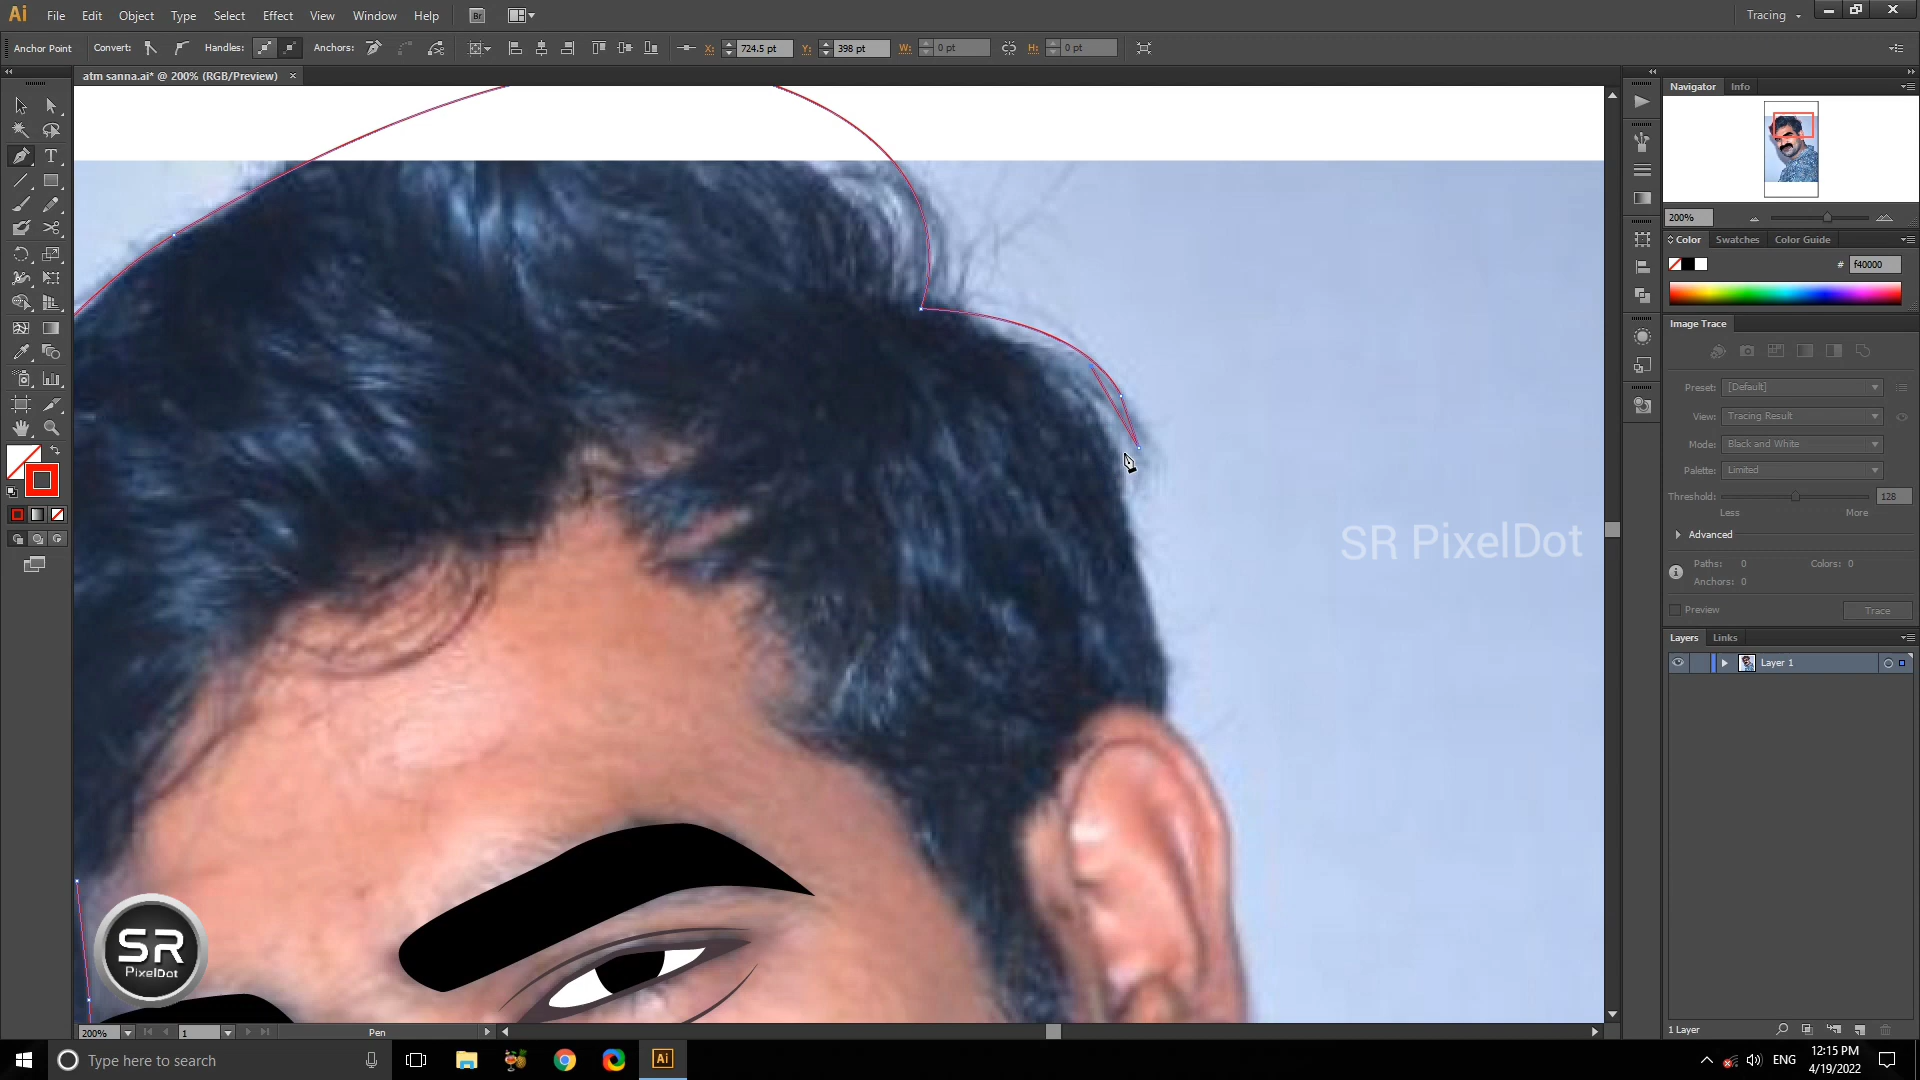 Ai File Edit Object Type Select Effect View Window Help Br Tracing
Anchor Point Convert: Handles: Anchors: X: 724.5 pt Y: 398 pt W: 0 pt H: 0 pt
atm sanna.ai* @ 200% (RGB/Preview) ×
Navigator Info
200%
Color Swatches Color Guide
# f40000
Image Trace
Preset: [Default]
View: Tracing Result
Mode: Black and White
Palette: Limited
Threshold: 128
Less More
Advanced
Paths: 0 Colors: 0
Anchors: 0
Preview Trace
Layers Links
Layer 1
SR PixelDot
SR
PixelDot
200% 1 Pen 1 Layer
Type here to search Ai ENG 12:15 PM
4/19/2022